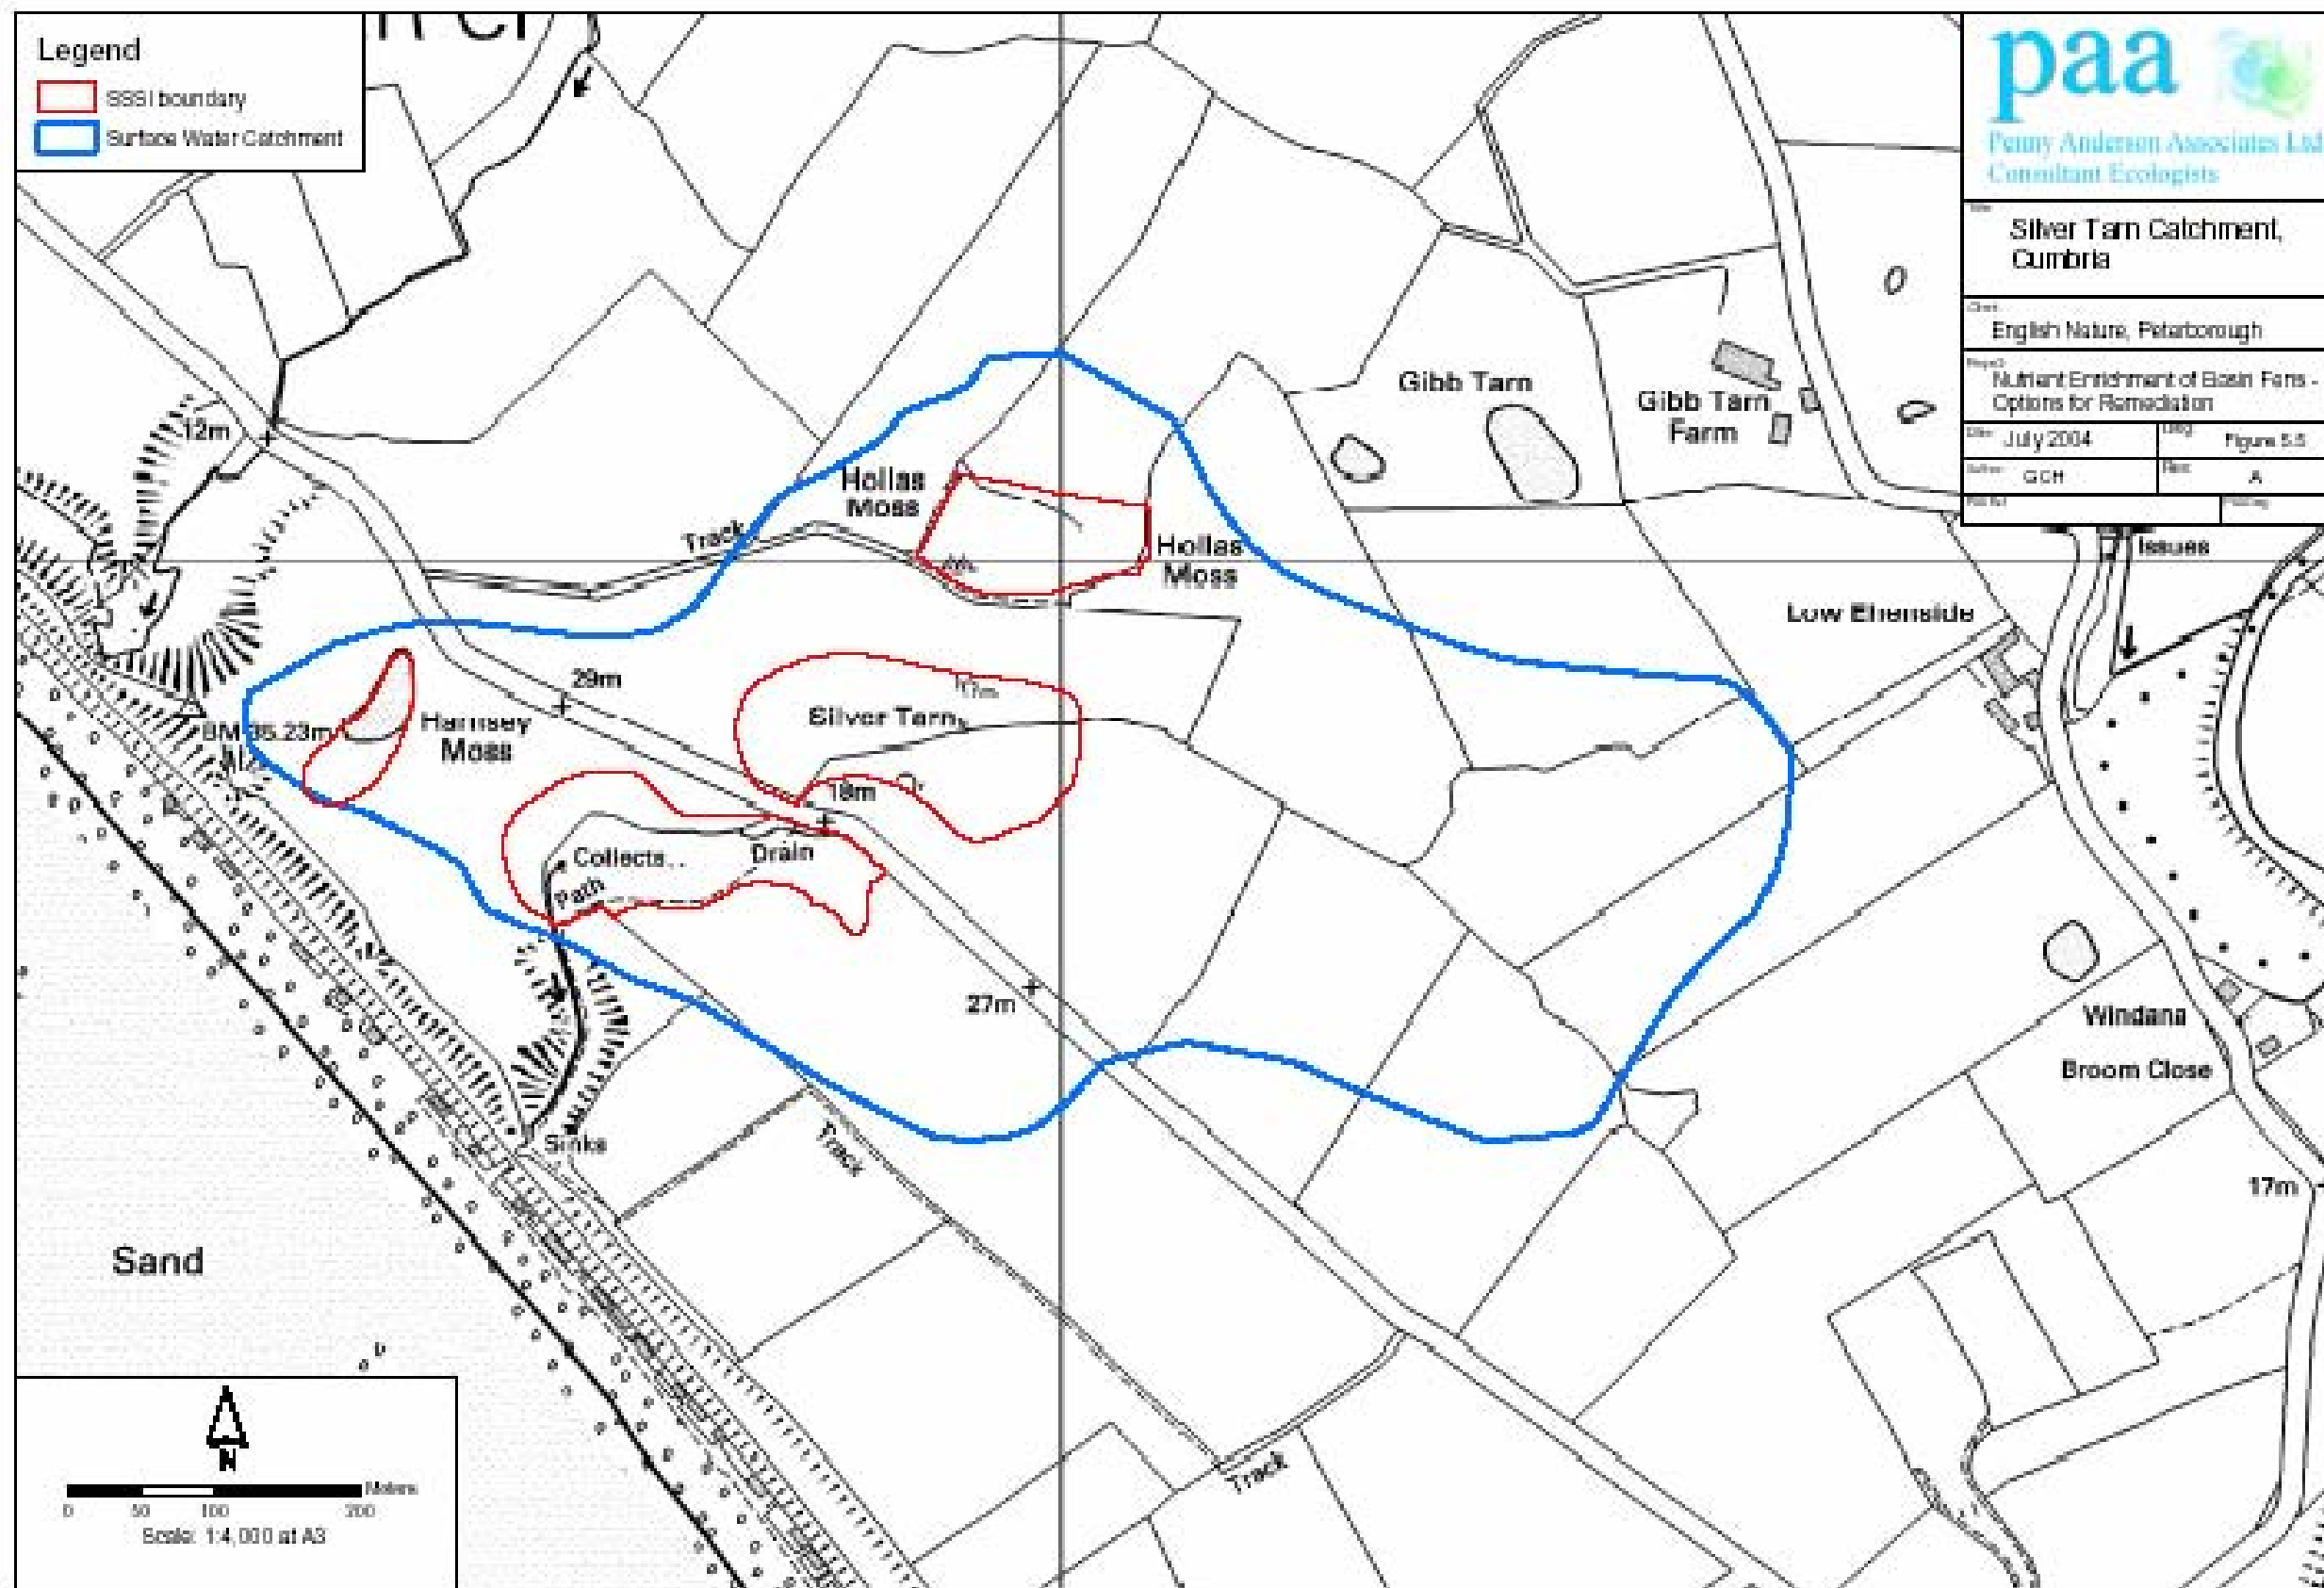 Legend
SSSI boundary
Surface Water Catchment
paa
Penny Anderson Associates Ltd
Consultant Ecologists
Silver Tarn Catchment,
Cumbria
English Nature, Peterborough
Nutrient Enrichment of Basin Fens -
Options for Remediation
July 2004
Figure 5.5
GCH
A
12m
Track
Hollas
Moss
Hollas
Moss
Gibb Tarn
Gibb Tarn
Farm
Issues
Low Ehenside
29m
BM 36.23m
Harnsey
Moss
Silver Tarn
17m
18m
Collects
Drain
Path
27m
Sinks
Track
Windana
Broom Close
17m
Sand
Track
N
Meters
0 50 100 200
Scale: 1:4,000 at A3